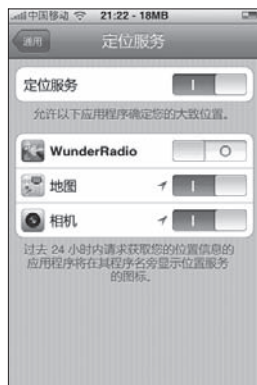 中国移动 21:22 - 18MB
通用 定位服务
定位服务
允许以下应用程序确定您的大致位置。
WunderRadio
地图
相机
过去 24 小时内请求获取您的位置信息的
应用程序将在其程序名旁显示位置服务
的图标。